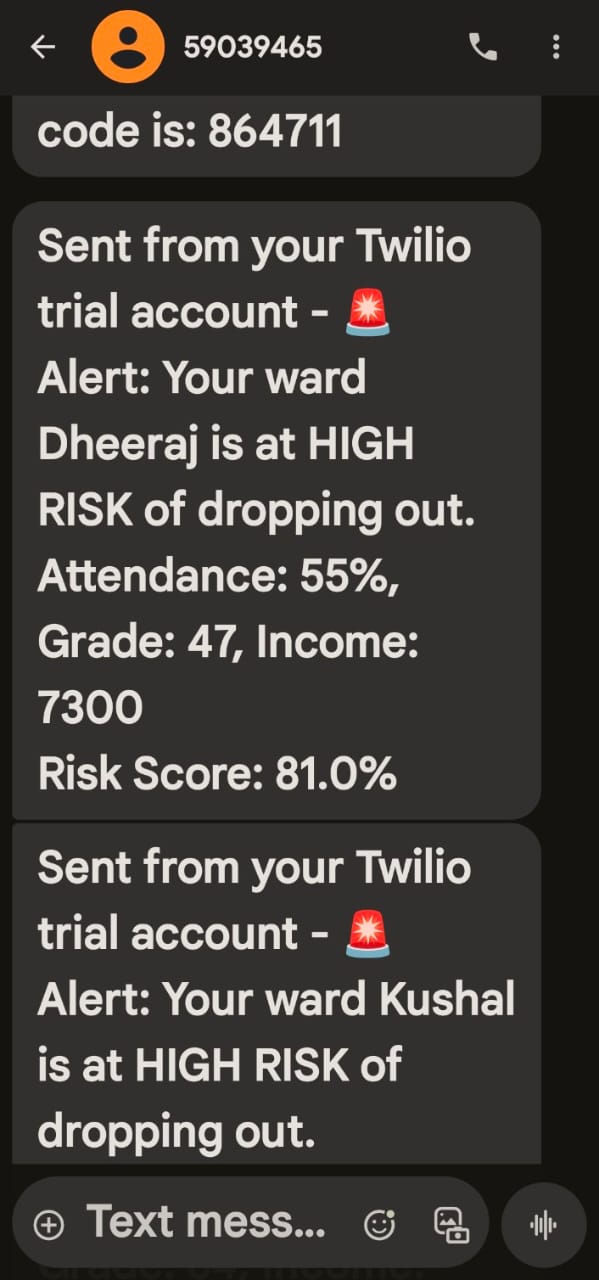 59039465
code is: 864711
Sent from your Twilio
trial account - 🚨
Alert: Your ward
Dheeraj is at HIGH
RISK of dropping out.
Attendance: 55%,
Grade: 47, Income:
7300
Risk Score: 81.0%
Sent from your Twilio
trial account - 🚨
Alert: Your ward Kushal
is at HIGH RISK of
dropping out.
Text mess...